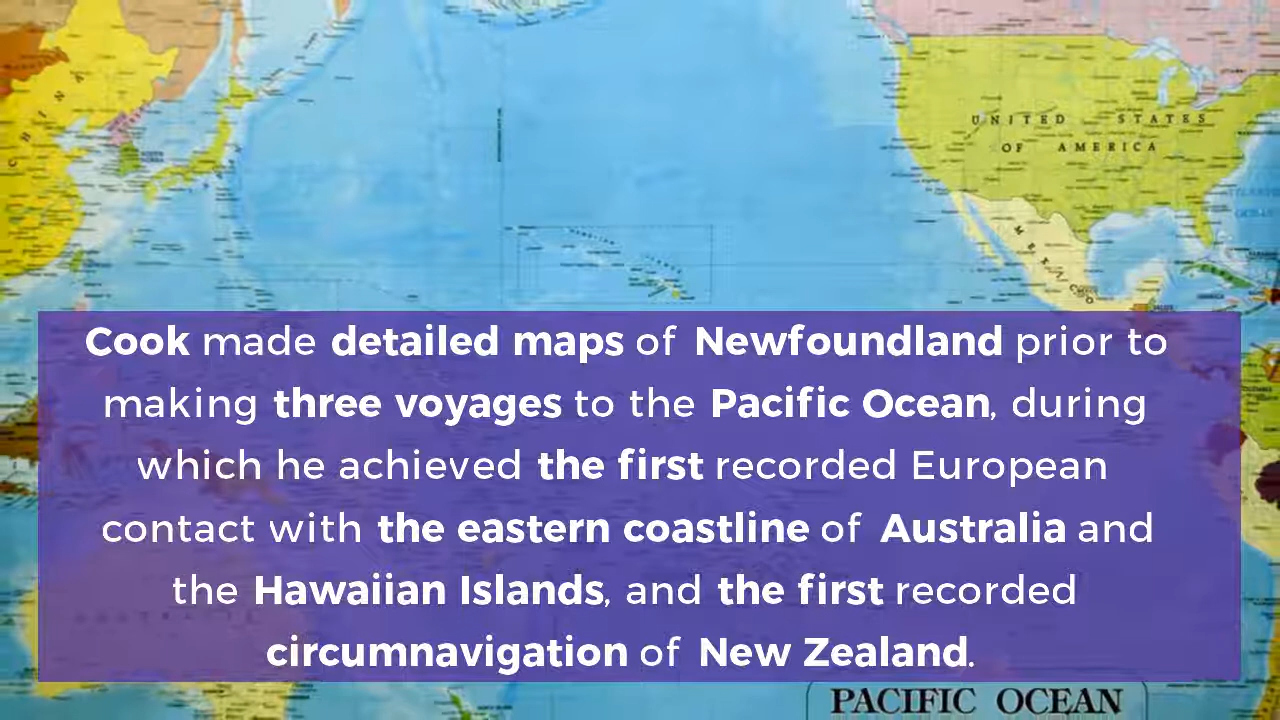 CHINA
UNITED STATES
OF AMERICA
MEXICO
Cook made detailed maps of Newfoundland prior to
making three voyages to the Pacific Ocean, during
which he achieved the first recorded European
contact with the eastern coastline of Australia and
the Hawaiian Islands, and the first recorded
circumnavigation of New Zealand.
PACIFIC OCEAN